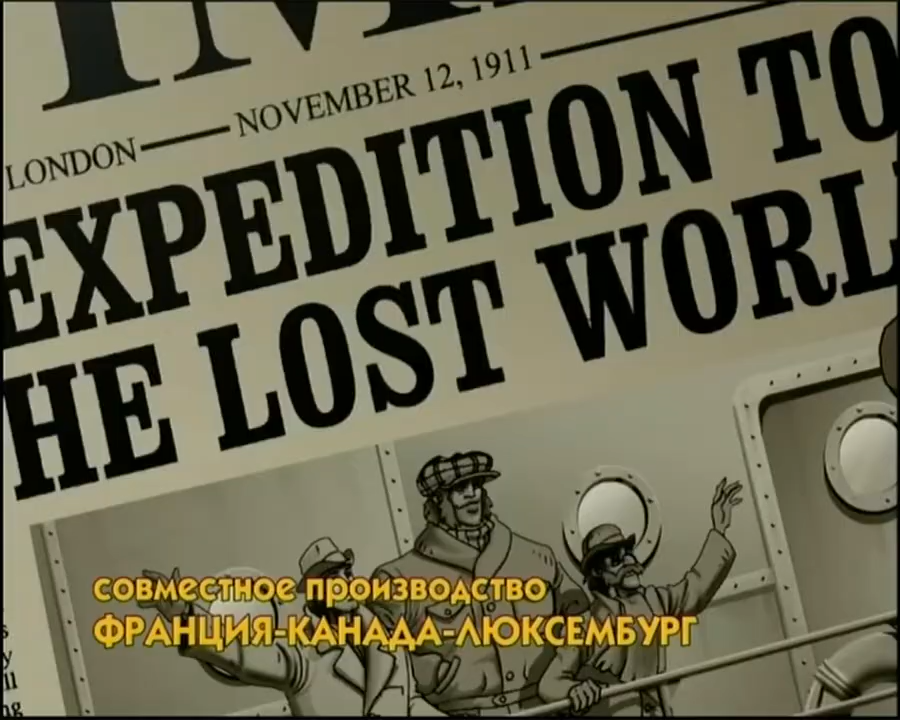 LONDON — NOVEMBER 12, 1911
EXPEDITION TO
HE LOST WORL
совместное производство
ФРАНЦИЯ-КАНАДА-ЛЮКСЕМБУРГ